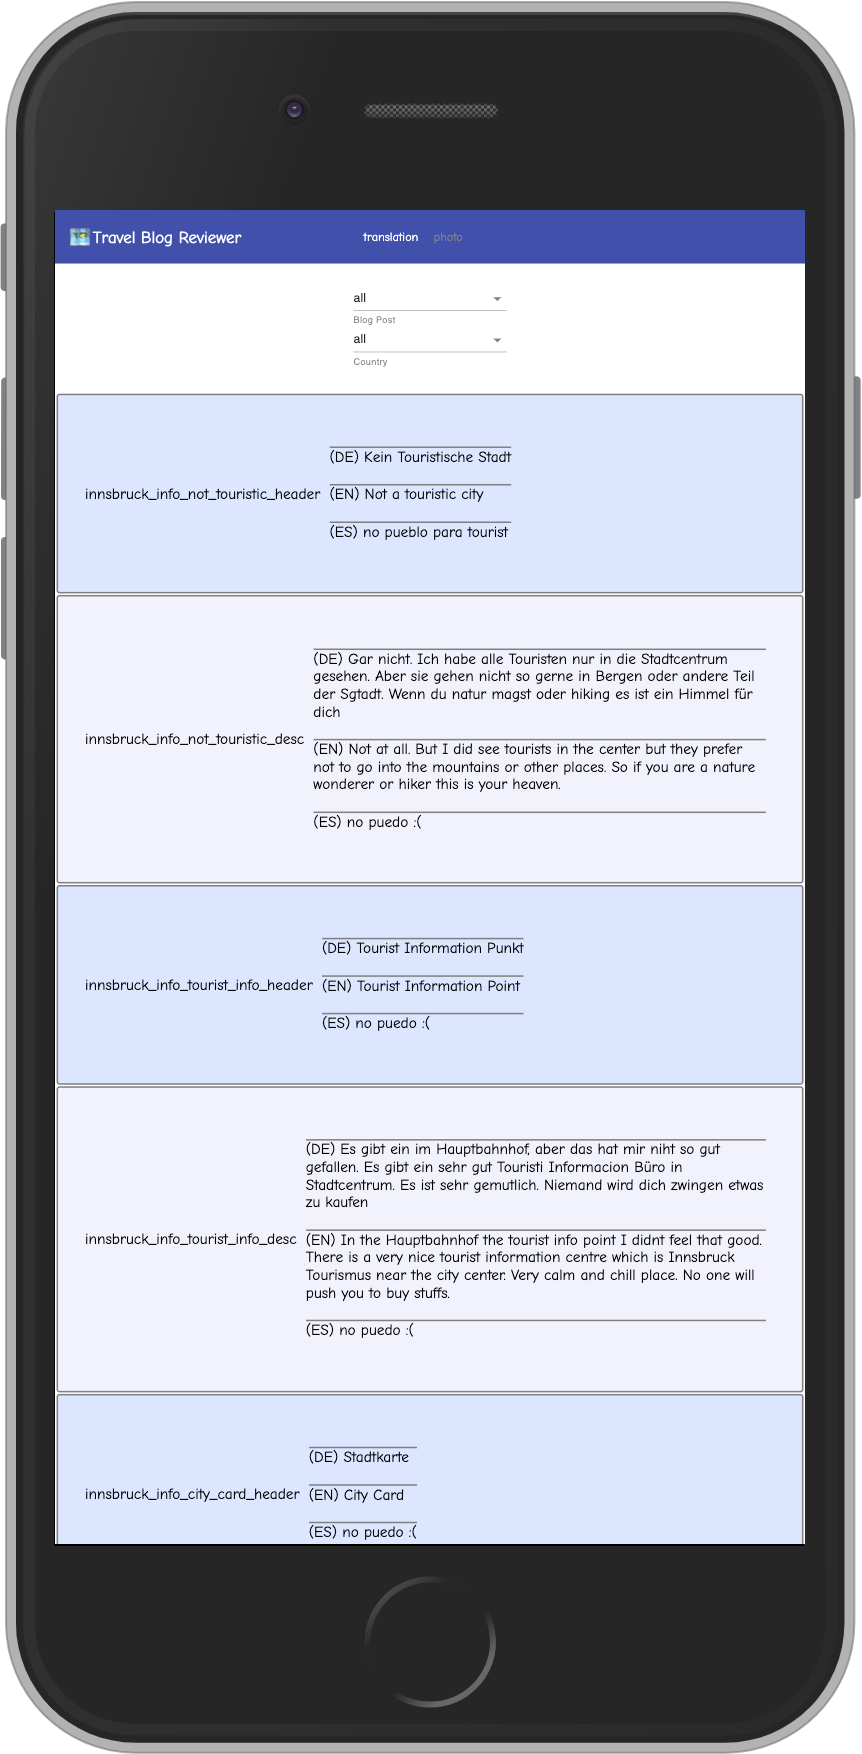 Travel Blog Reviewer
translation photo
all
Blog Post
all
Country
innsbruck_info_not_touristic_header
(DE) Kein Touristische Stadt
(EN) Not a touristic city
(ES) no pueblo para tourist
innsbruck_info_not_touristic_desc
(DE) Gar nicht. Ich habe alle Touristen nur in die Stadtcentrum
gesehen. Aber sie gehen nicht so gerne in Bergen oder andere Teil
der Sgtadt. Wenn du natur magst oder hiking es ist ein Himmel für
dich
(EN) Not at all. But I did see tourists in the center but they prefer
not to go into the mountains or other places. So if you are a nature
wonderer or hiker this is your heaven.
(ES) no puedo :(
innsbruck_info_tourist_info_header
(DE) Tourist Information Punkt
(EN) Tourist Information Point
(ES) no puedo :(
innsbruck_info_tourist_info_desc
(DE) Es gibt ein im Hauptbahnhof, aber das hat mir niht so gut
gefallen. Es gibt ein sehr gut Touristi Informacion Büro in
Stadtcentrum. Es ist sehr gemutlich. Niemand wird dich zwingen etwas
zu kaufen
(EN) In the Hauptbahnhof the tourist info point I didnt feel that good.
There is a very nice tourist information centre which is Innsbruck
Tourismus near the city center. Very calm and chill place. No one will
push you to buy stuffs.
(ES) no puedo :(
innsbruck_info_city_card_header
(DE) Stadtkarte
(EN) City Card
(ES) no puedo :(